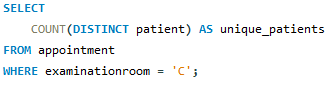 SELECT
    COUNT(DISTINCT patient) AS unique_patients
FROM appointment
WHERE examinationroom = 'C';